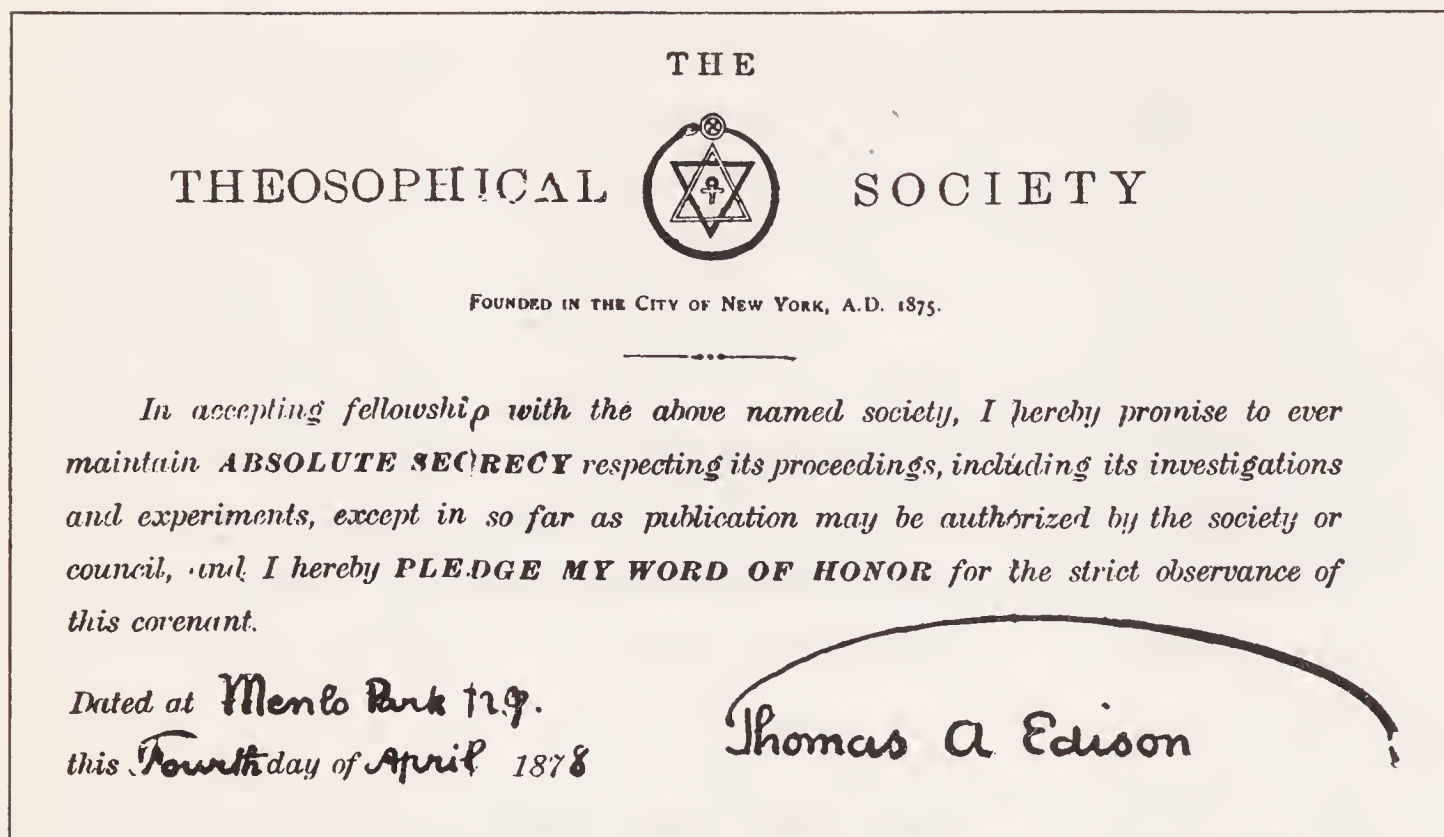 THE
THEOSOPHICAL SOCIETY
FOUNDED IN THE CITY OF NEW YORK, A.D. 1875.
In accepting fellowship with the above named society, I hereby promise to ever
maintain ABSOLUTE SECRECY respecting its proceedings, including its investigations
and experiments, except in so far as publication may be authorized by the society or
council, and I hereby PLEDGE MY WORD OF HONOR for the strict observance of
this covenant.
Dated at Menlo Park N.J.
this Fourth day of April 1878
Thomas A Edison